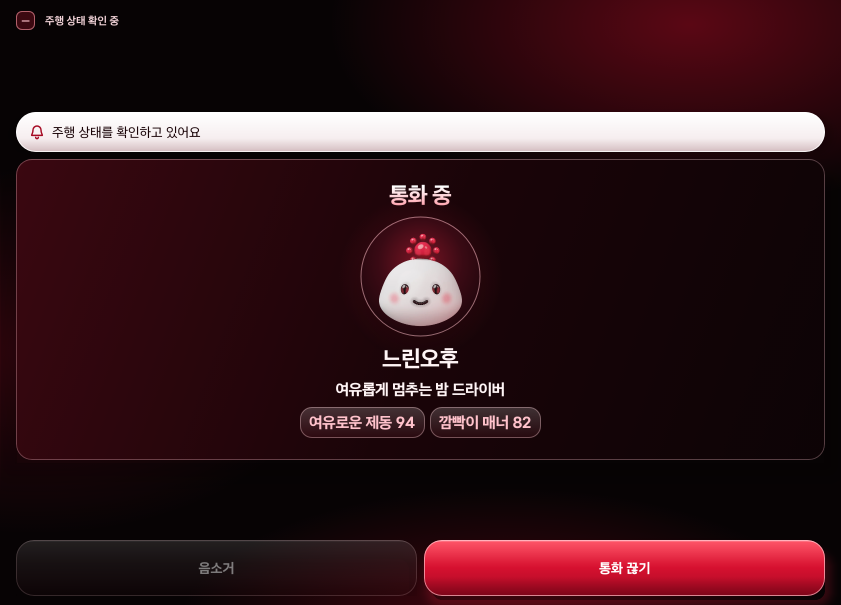 주행 상태 확인 중
주행 상태를 확인하고 있어요
통화 중
느린오후
여유롭게 멈추는 밤 드라이버
여유로운 제동 94
깜빡이 매너 82
음소거
통화 끊기